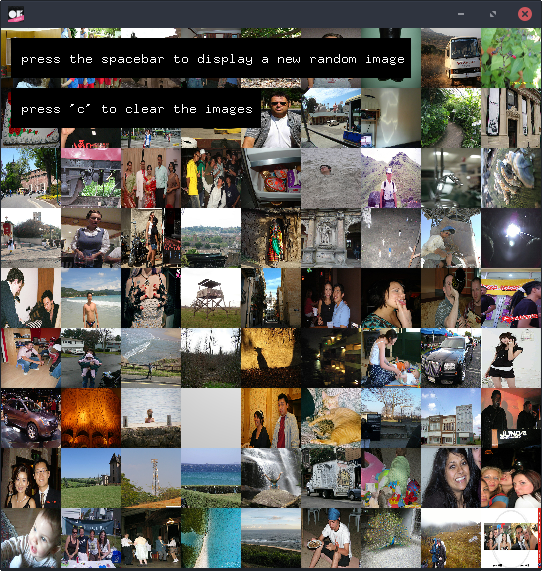 press the spacebar to display a new random image
press 'c' to clear the images